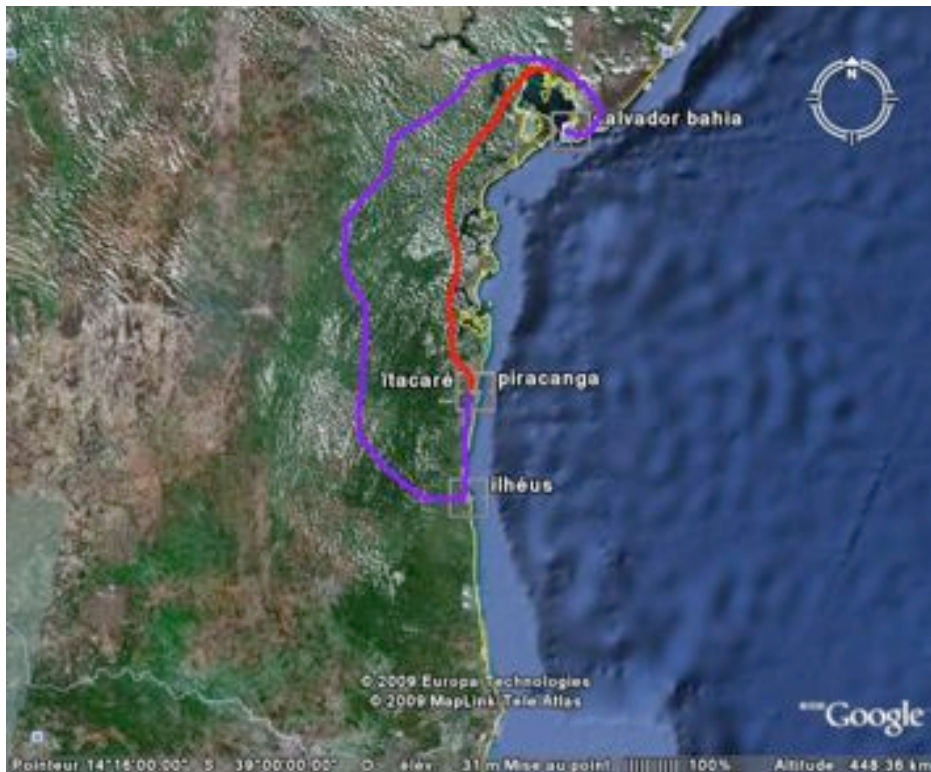 N
alvador bahia
Itacaré
piracanga
ilhéus
© 2009 Europa Technologies
© 2009 MapLink/Tele Atlas
Google
Pointeur 14°16'00.00" S 39°00'00.00" O élév. 31 m Mise au point 100% Altitude 448.36 km